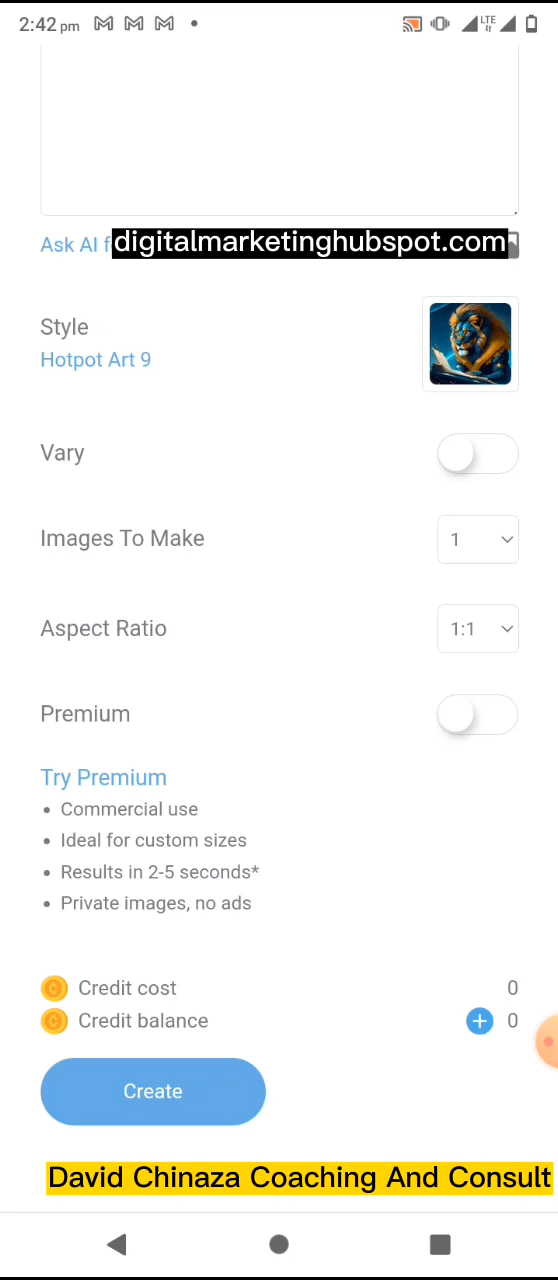 2:42 pm
LTE
Ask AI f
digitalmarketinghubspot.com
Style
Hotpot Art 9
Vary
Images To Make
1
Aspect Ratio
1:1
Premium
Try Premium
• Commercial use
• Ideal for custom sizes
• Results in 2-5 seconds*
• Private images, no ads
Credit cost 0
Credit balance 0
Create
David Chinaza Coaching And Consult